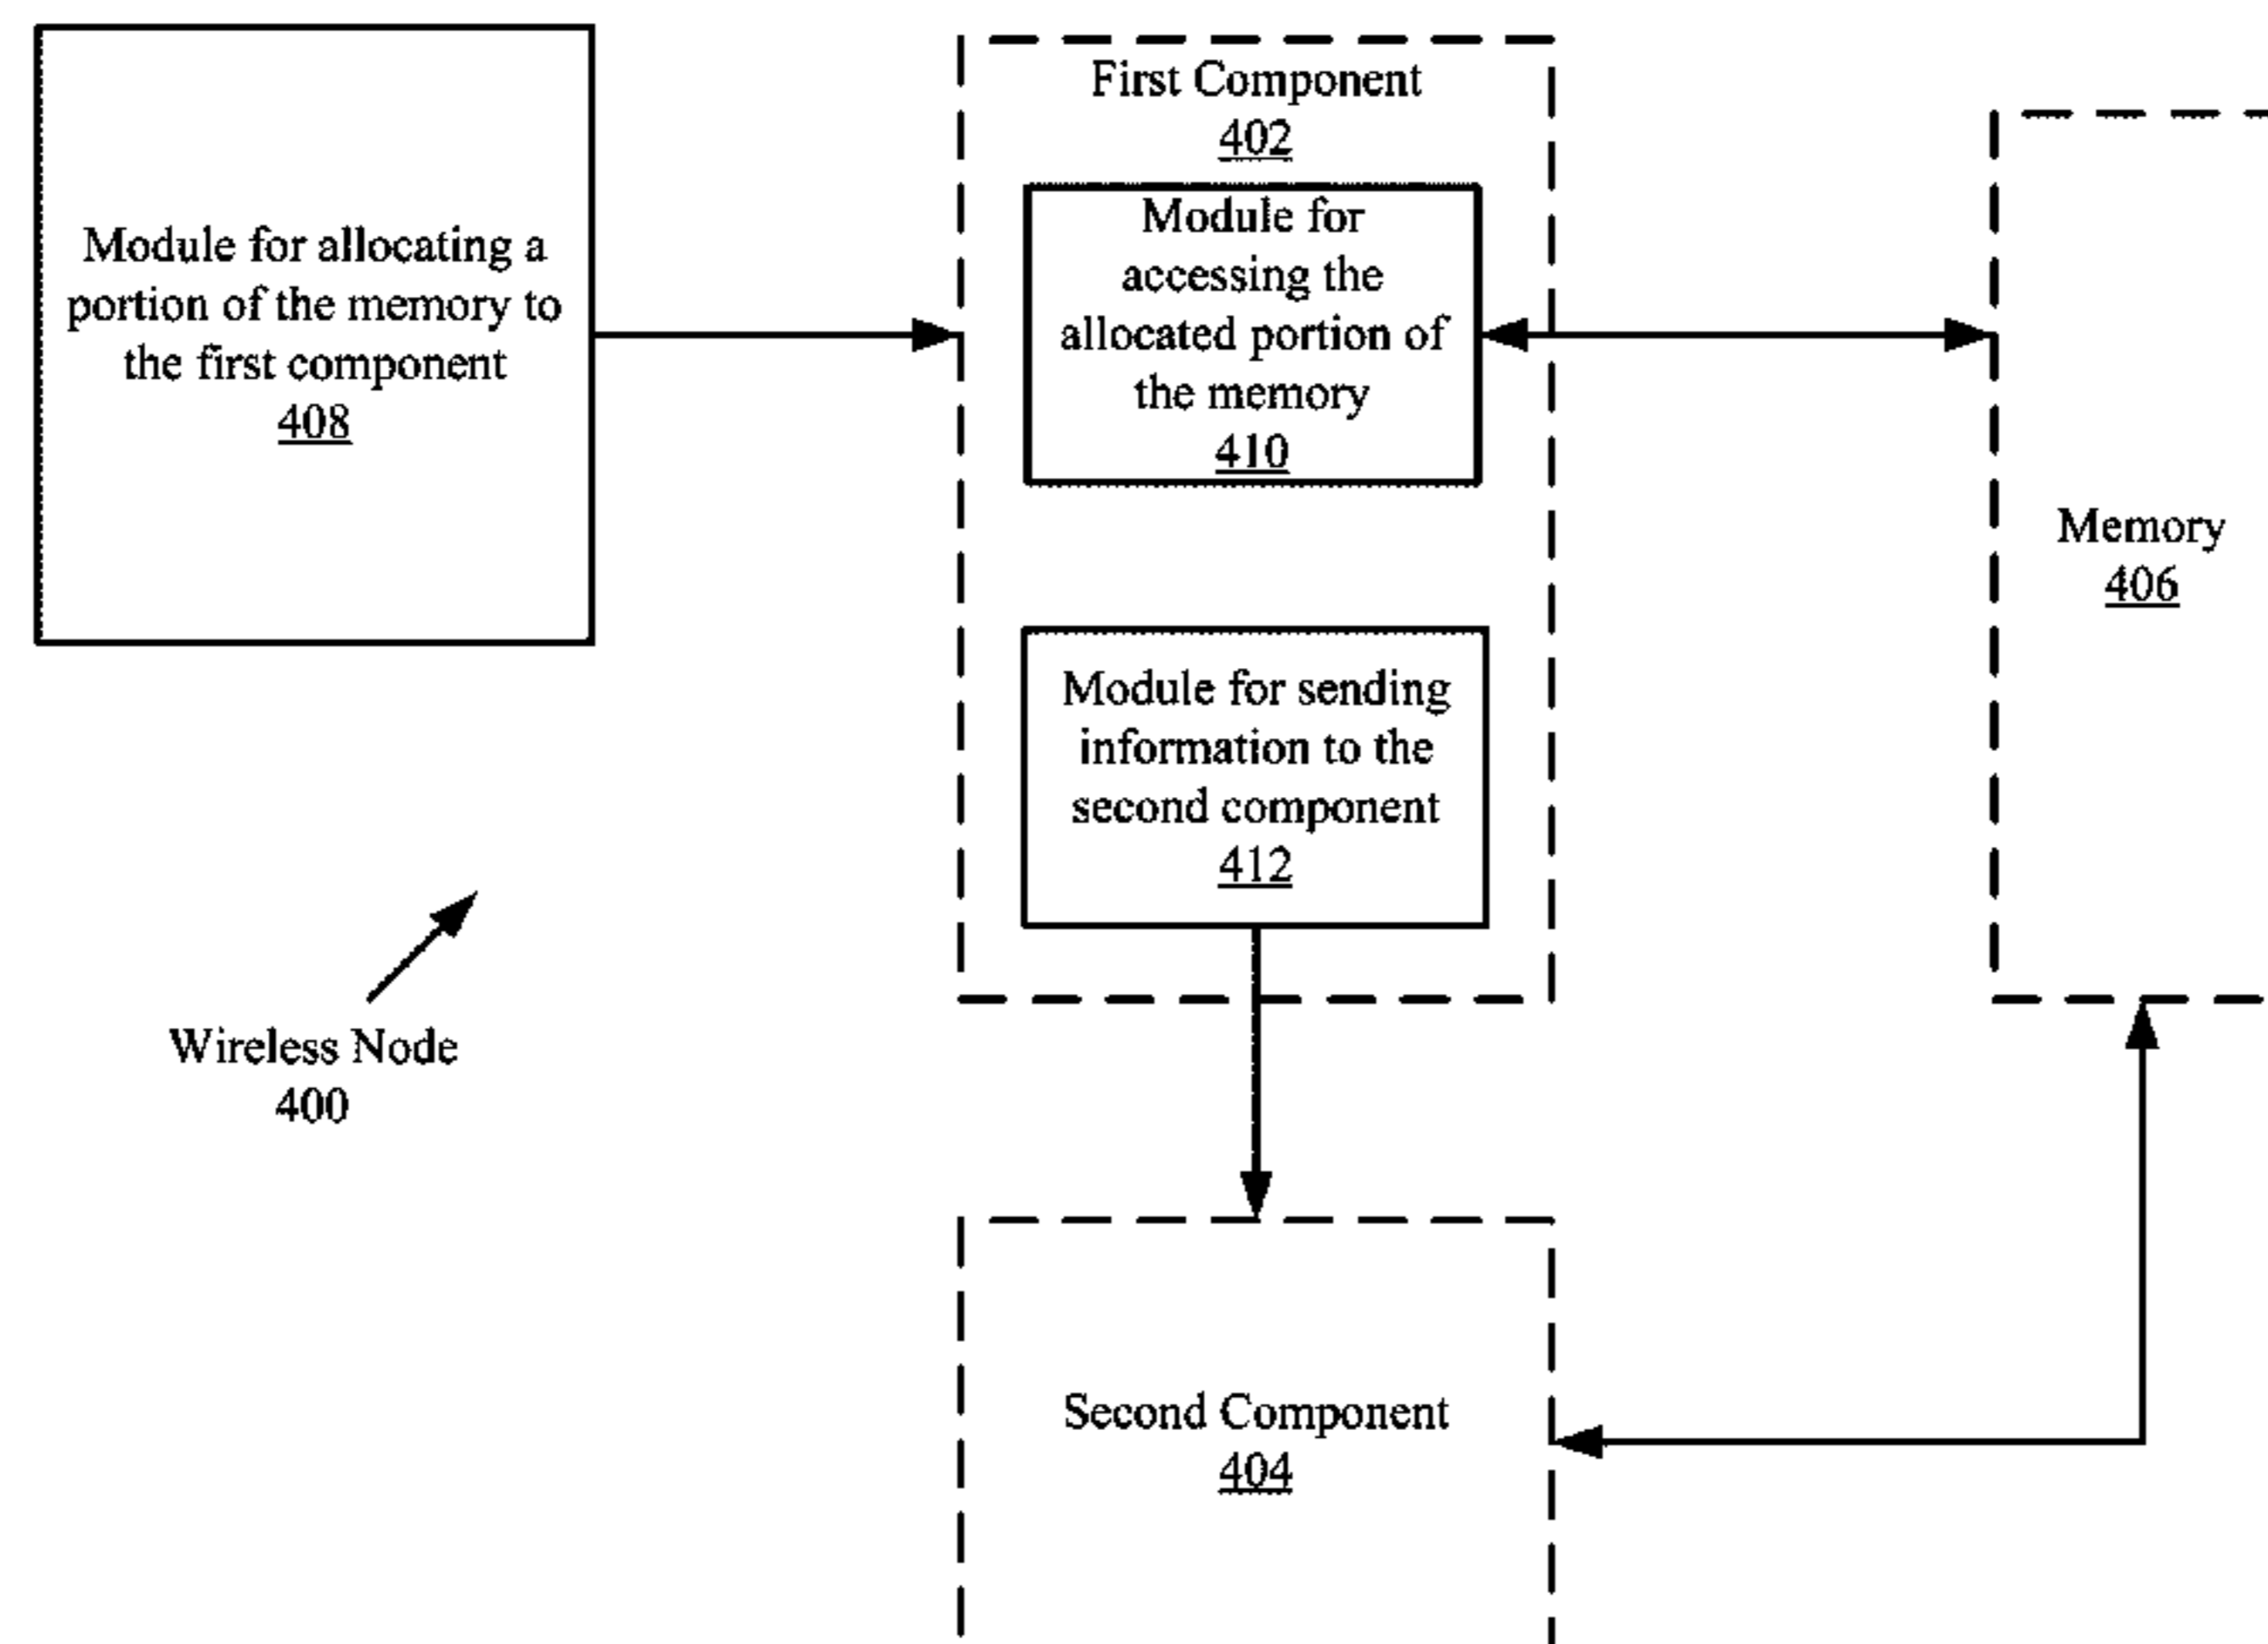 Module for allocating a
portion of the memory to
the first component
408
First Component
402
Module for
accessing the
allocated portion of
the memory
410
Module for sending
information to the
second component
412
Memory
406
Wireless Node
400
Second Component
404